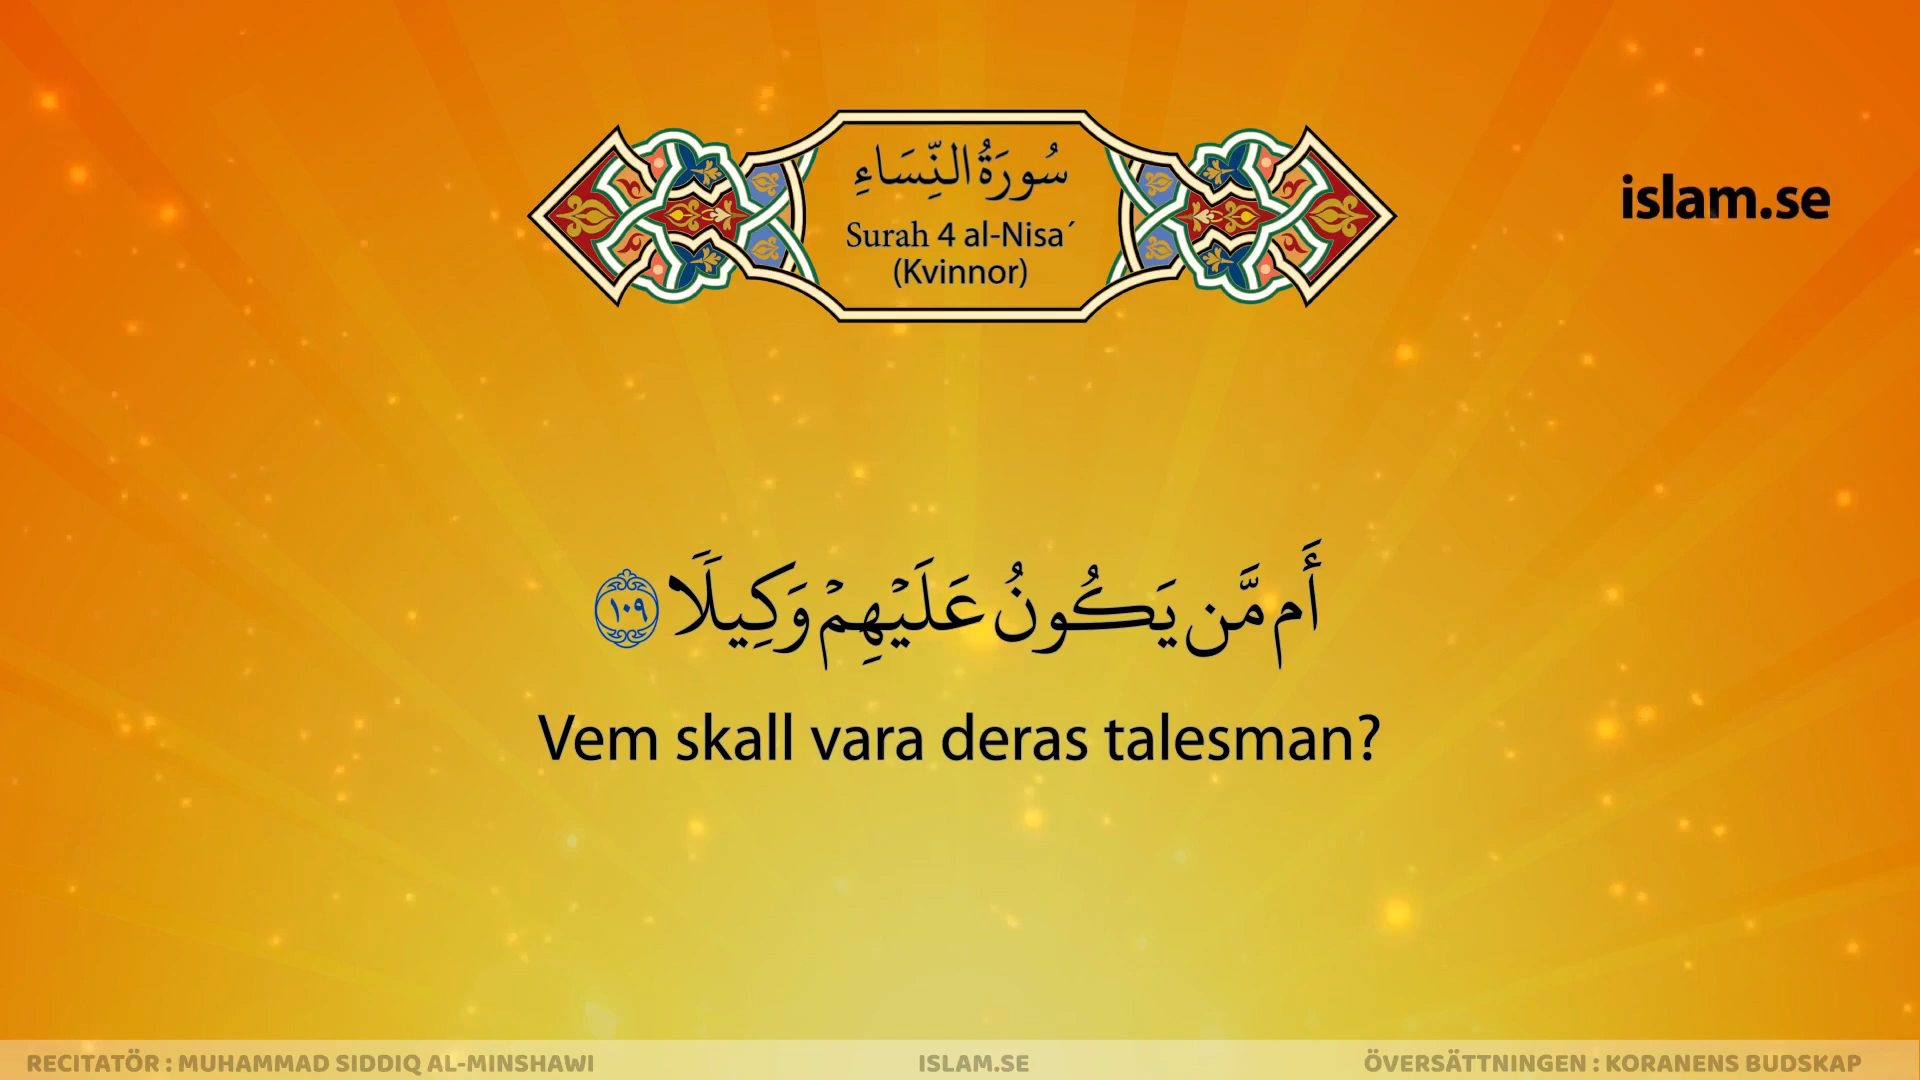 سُورَةُ النِّسَاءِ
Surah 4 al-Nisa´
(Kvinnor)
islam.se
أَم مَّن يَكُونُ عَلَيْهِمْ وَكِيلًا ١٠٩
Vem skall vara deras talesman?
RECITATÖR : MUHAMMAD SIDDIQ AL-MINSHAWI
ISLAM.SE
ÖVERSÄTTNINGEN : KORANENS BUDSKAP